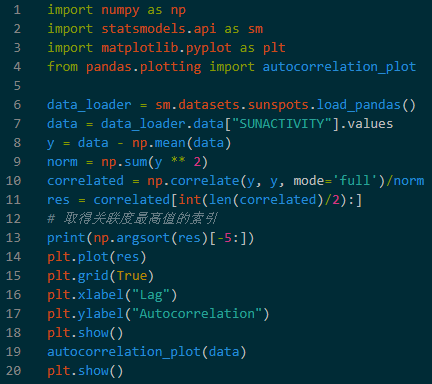 1 import numpy as np
2 import statsmodels.api as sm
3 import matplotlib.pyplot as plt
4 from pandas.plotting import autocorrelation_plot
5
6 data_loader = sm.datasets.sunspots.load_pandas()
7 data = data_loader.data["SUNACTIVITY"].values
8 y = data - np.mean(data)
9 norm = np.sum(y ** 2)
10 correlated = np.correlate(y, y, mode='full')/norm
11 res = correlated[int(len(correlated)/2):]
12 # 取得关联度最高值的索引
13 print(np.argsort(res)[-5:])
14 plt.plot(res)
15 plt.grid(True)
16 plt.xlabel("Lag")
17 plt.ylabel("Autocorrelation")
18 plt.show()
19 autocorrelation_plot(data)
20 plt.show()